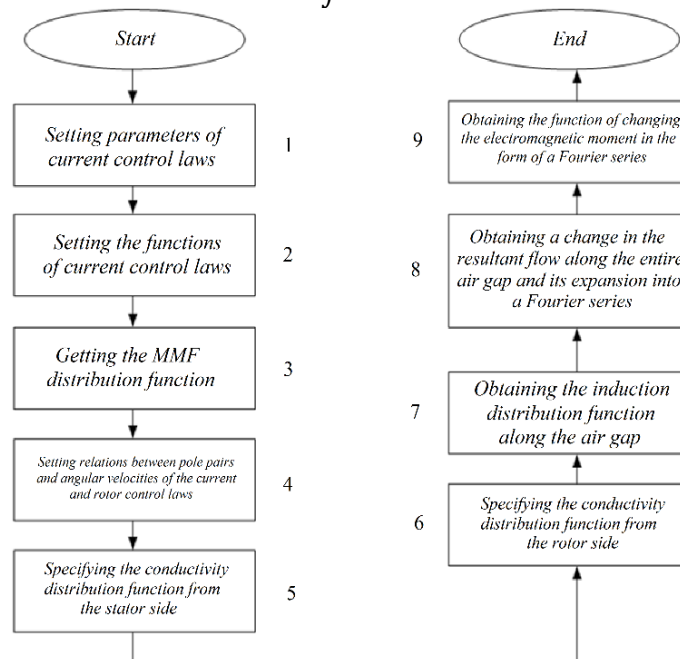 Start
Setting parameters of
current control laws
1
Setting the functions
of current control laws
2
Getting the MMF
distribution function
3
Setting relations between pole pairs
and angular velocities of the current
and rotor control laws
4
Specifying the conductivity
distribution function from
the stator side
5
End
Obtaining the function of changing
the electromagnetic moment in the
form of a Fourier series
9
Obtaining a change in the
resultant flow along the entire
air gap and its expansion into
a Fourier series
8
Obtaining the induction
distribution function
along the air gap
7
Specifying the conductivity
distribution function from
the rotor side
6